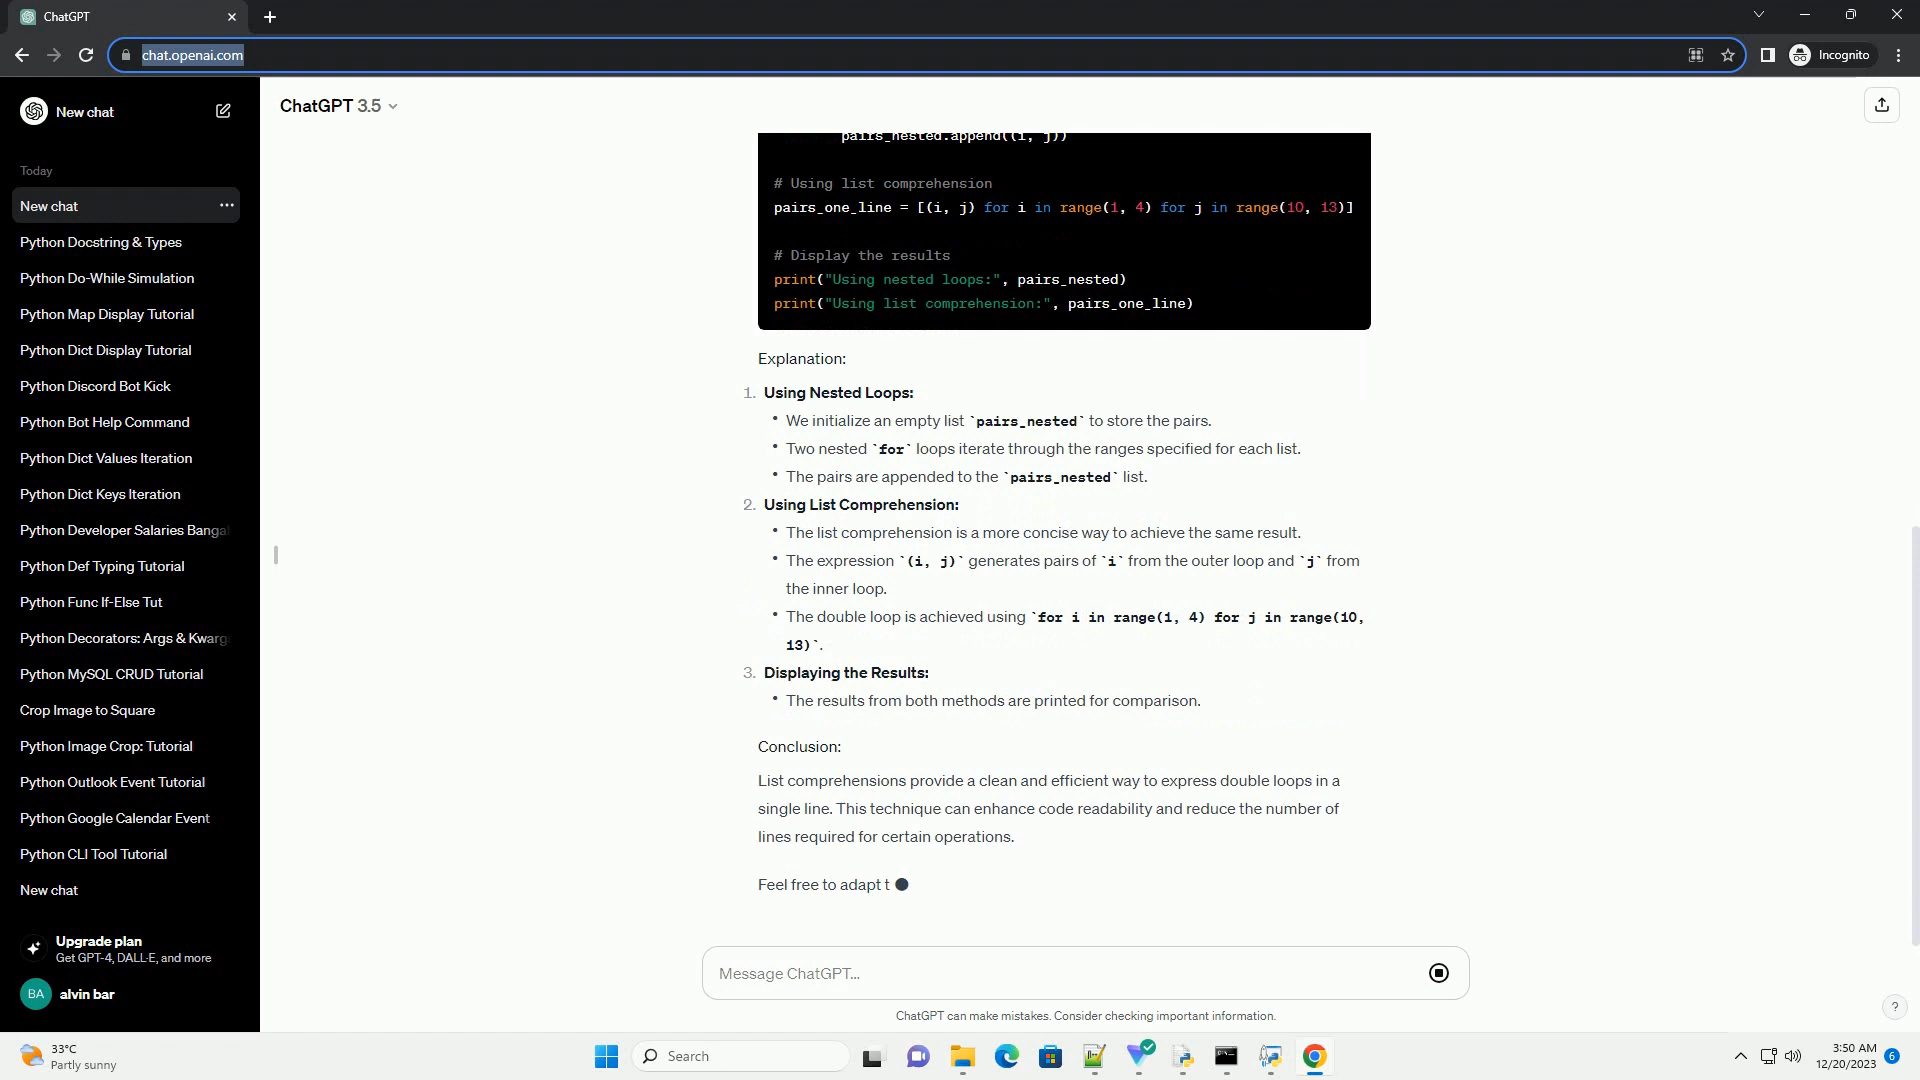 ChatGPT
chat.openai.com
Incognito
New chat
ChatGPT 3.5
Today
New chat
Python Docstring & Types
Python Do-While Simulation
Python Map Display Tutorial
Python Dict Display Tutorial
Python Discord Bot Kick
Python Bot Help Command
Python Dict Values Iteration
Python Dict Keys Iteration
Python Developer Salaries Banga
Python Def Typing Tutorial
Python Func If-Else Tut
Python Decorators: Args & Kwarg
Python MySQL CRUD Tutorial
Crop Image to Square
Python Image Crop: Tutorial
Python Outlook Event Tutorial
Python Google Calendar Event
Python CLI Tool Tutorial
New chat
Upgrade plan
Get GPT-4, DALL·E, and more
BA alvin bar
pairs_nested.append((i, j))
# Using list comprehension
pairs_one_line = [(i, j) for i in range(1, 4) for j in range(10, 13)]
# Display the results
print("Using nested loops:", pairs_nested)
print("Using list comprehension:", pairs_one_line)
Explanation:
1. Using Nested Loops:
• We initialize an empty list `pairs_nested` to store the pairs.
• Two nested `for` loops iterate through the ranges specified for each list.
• The pairs are appended to the `pairs_nested` list.
2. Using List Comprehension:
• The list comprehension is a more concise way to achieve the same result.
• The expression `(i, j)` generates pairs of `i` from the outer loop and `j` from
the inner loop.
• The double loop is achieved using `for i in range(1, 4) for j in range(10,
13)`.
3. Displaying the Results:
• The results from both methods are printed for comparison.
Conclusion:
List comprehensions provide a clean and efficient way to express double loops in a
single line. This technique can enhance code readability and reduce the number of
lines required for certain operations.
Feel free to adapt t
Message ChatGPT...
ChatGPT can make mistakes. Consider checking important information.
?
33°C
Partly sunny
Search
3:50 AM
12/20/2023
6